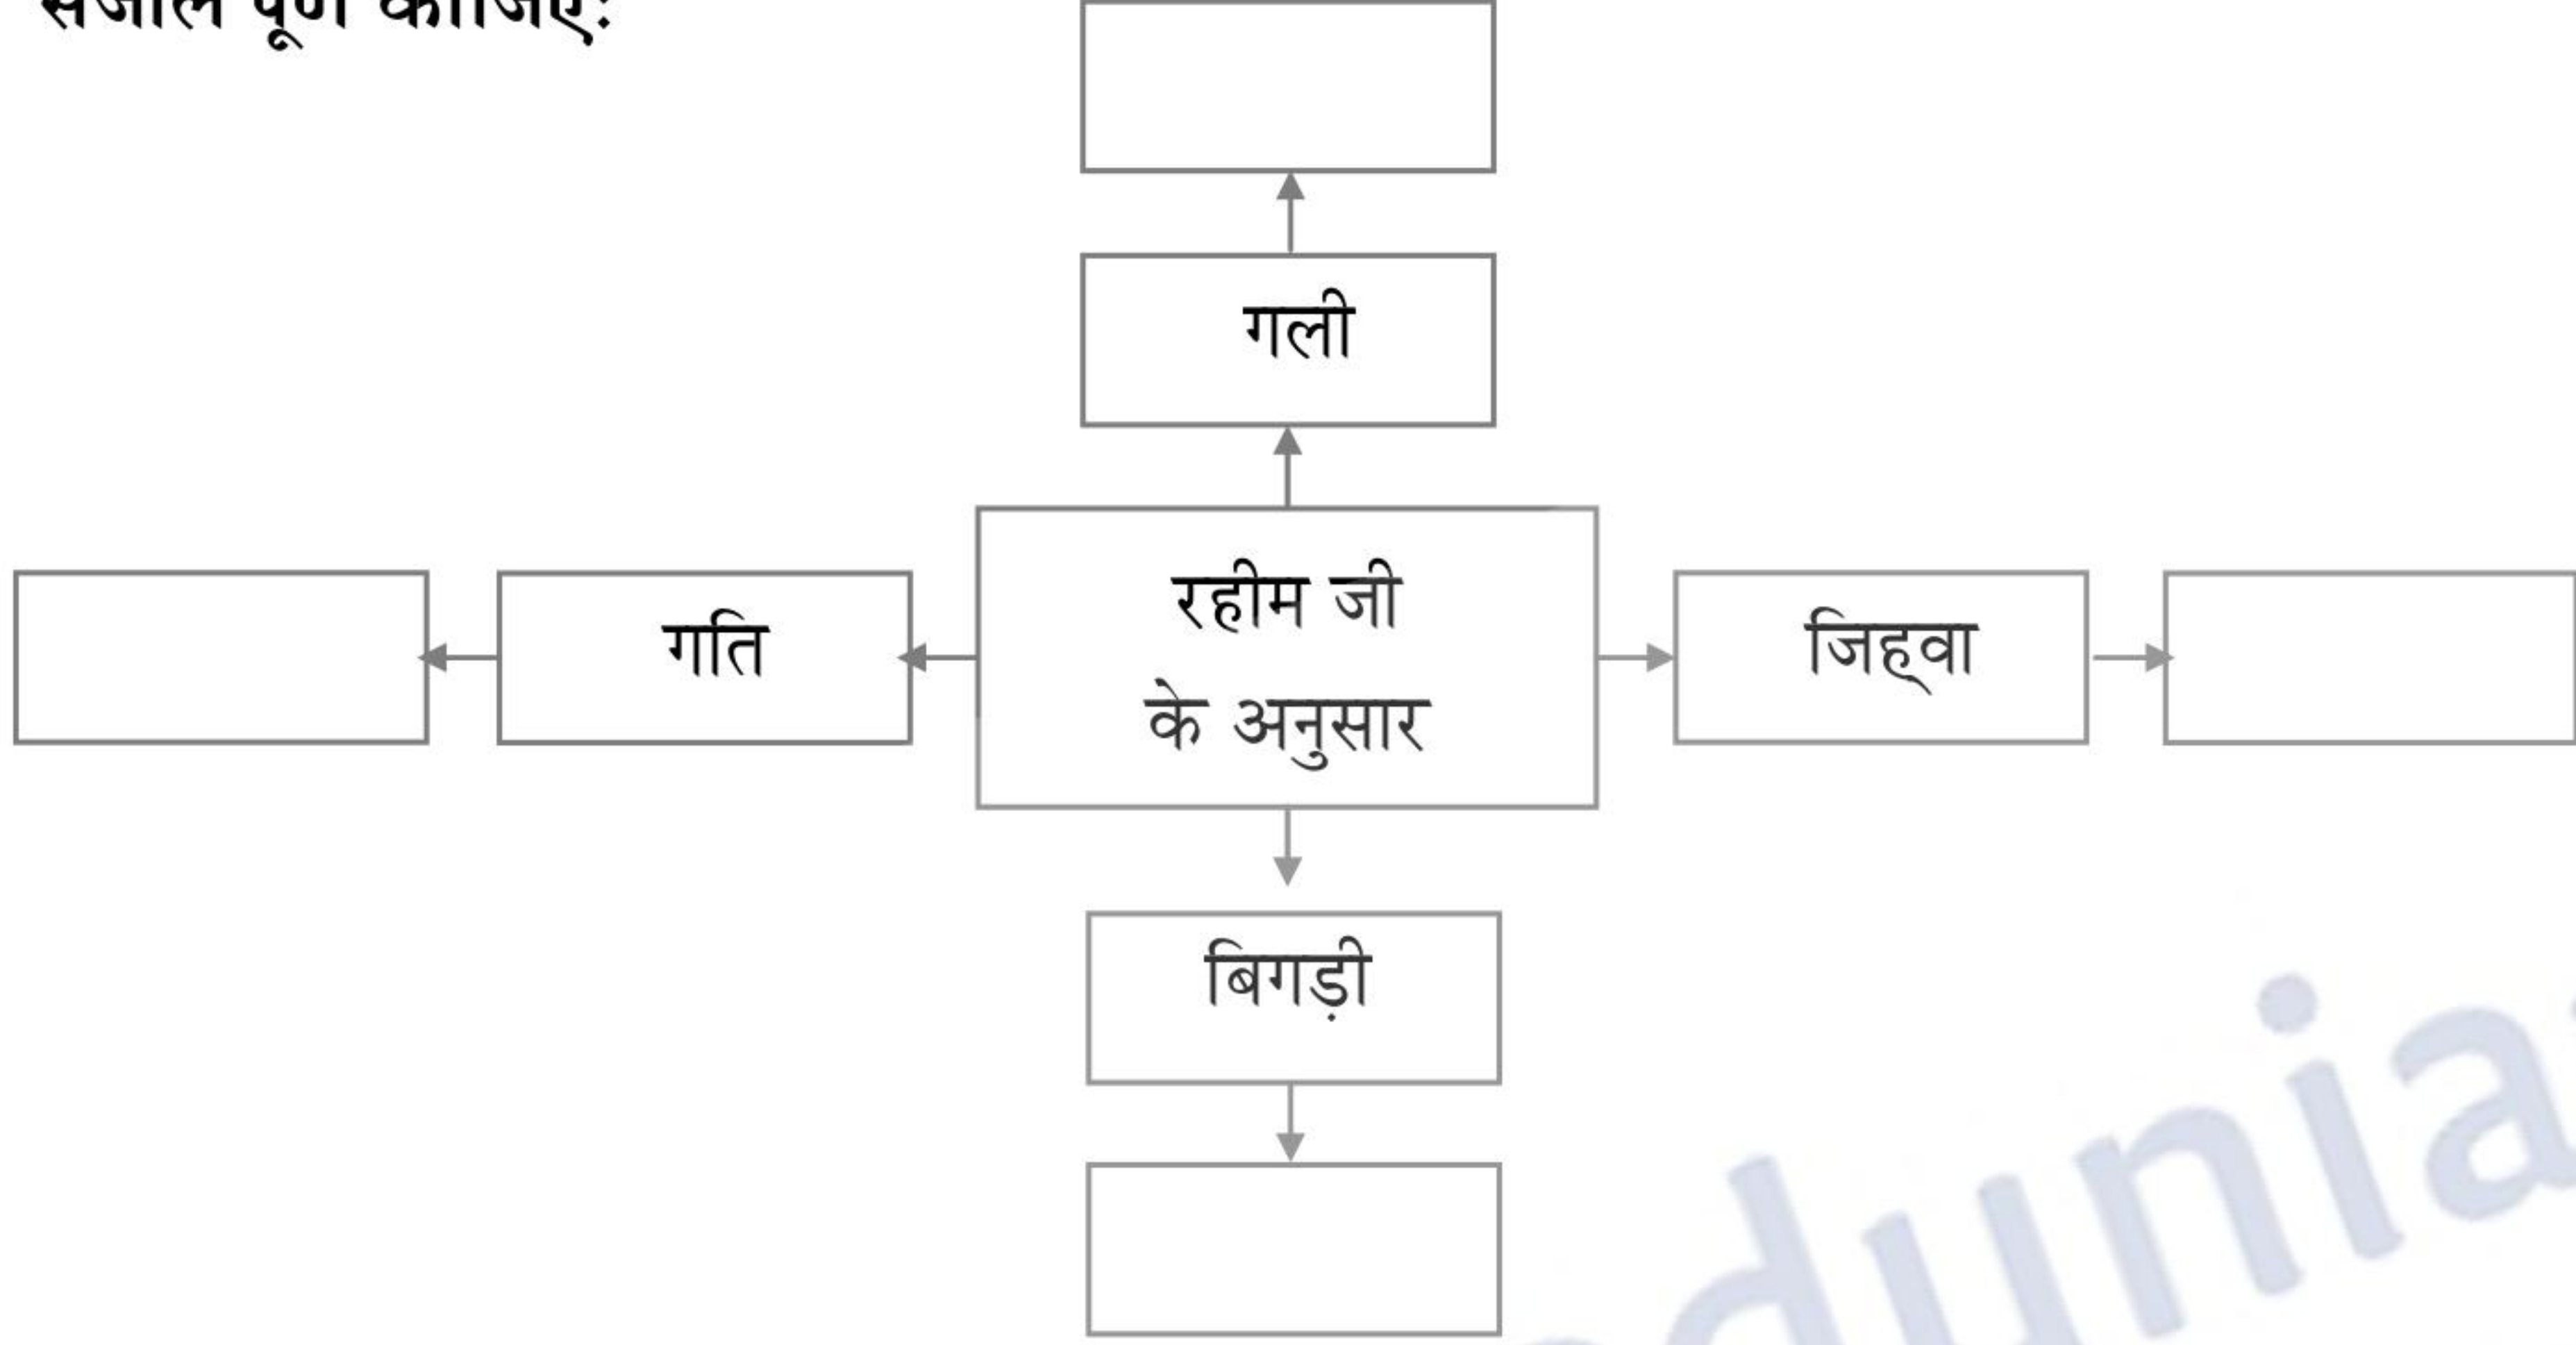 संजाल पूर्ण कीजिए:
गली
रहीम जी
के अनुसार
गति
जिह्‌वा
बिगड़ी